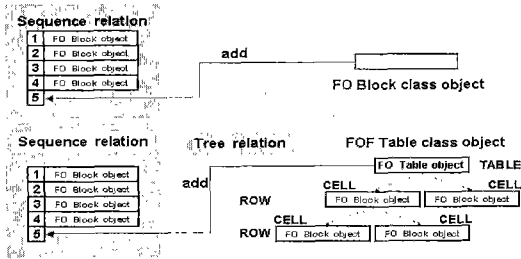 Sequence relation
1 FO Block object
2 FO Block object
3 FO Block object
4 FO Block object
5
add
FO Block class object
Sequence relation
Tree relation
FOF Table class object
1 FO Block object
2 FO Block object
3 FO Block object
4 FO Block object
5
add
FO Table object TABLE
CELL CELL
ROW FO Block object FO Block object
CELL CELL
ROW FO Block object FO Block object